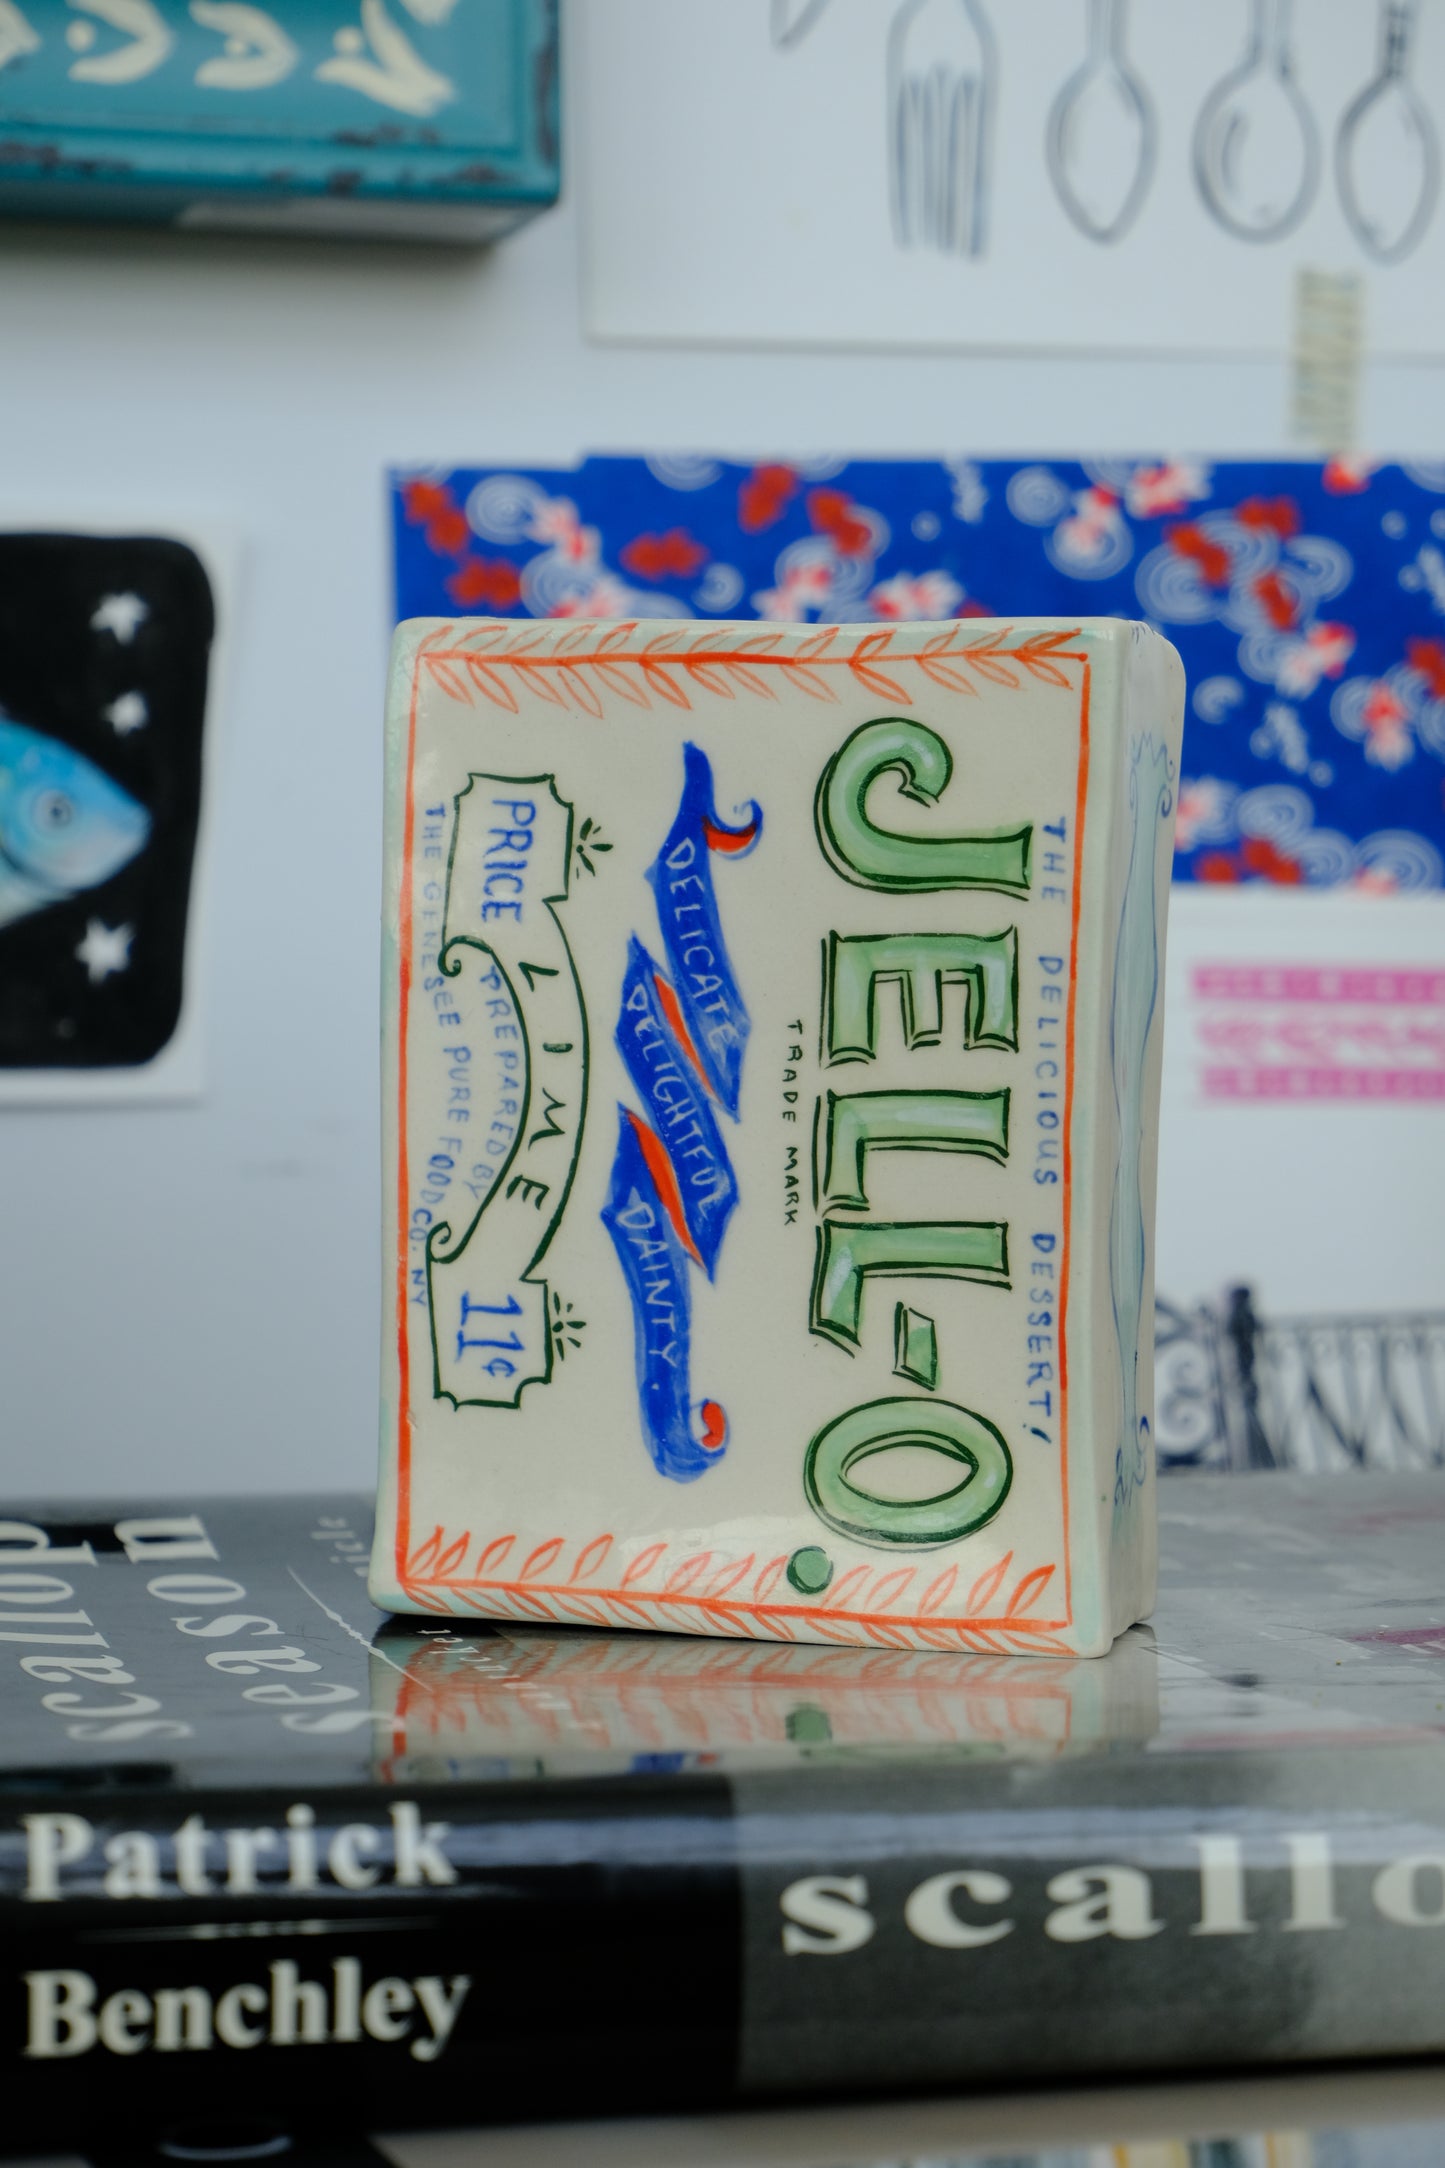 THE DELICIOUS DESSERT!
JELL-O
TRADE MARK
DELICATE
DELIGHTFUL
DAINTY.
LIME
PRICE 11¢
PREPARED BY
THE GENESEE PURE FOOD CO. NY
Patrick
Benchley
scallo
seaso
n
scallop